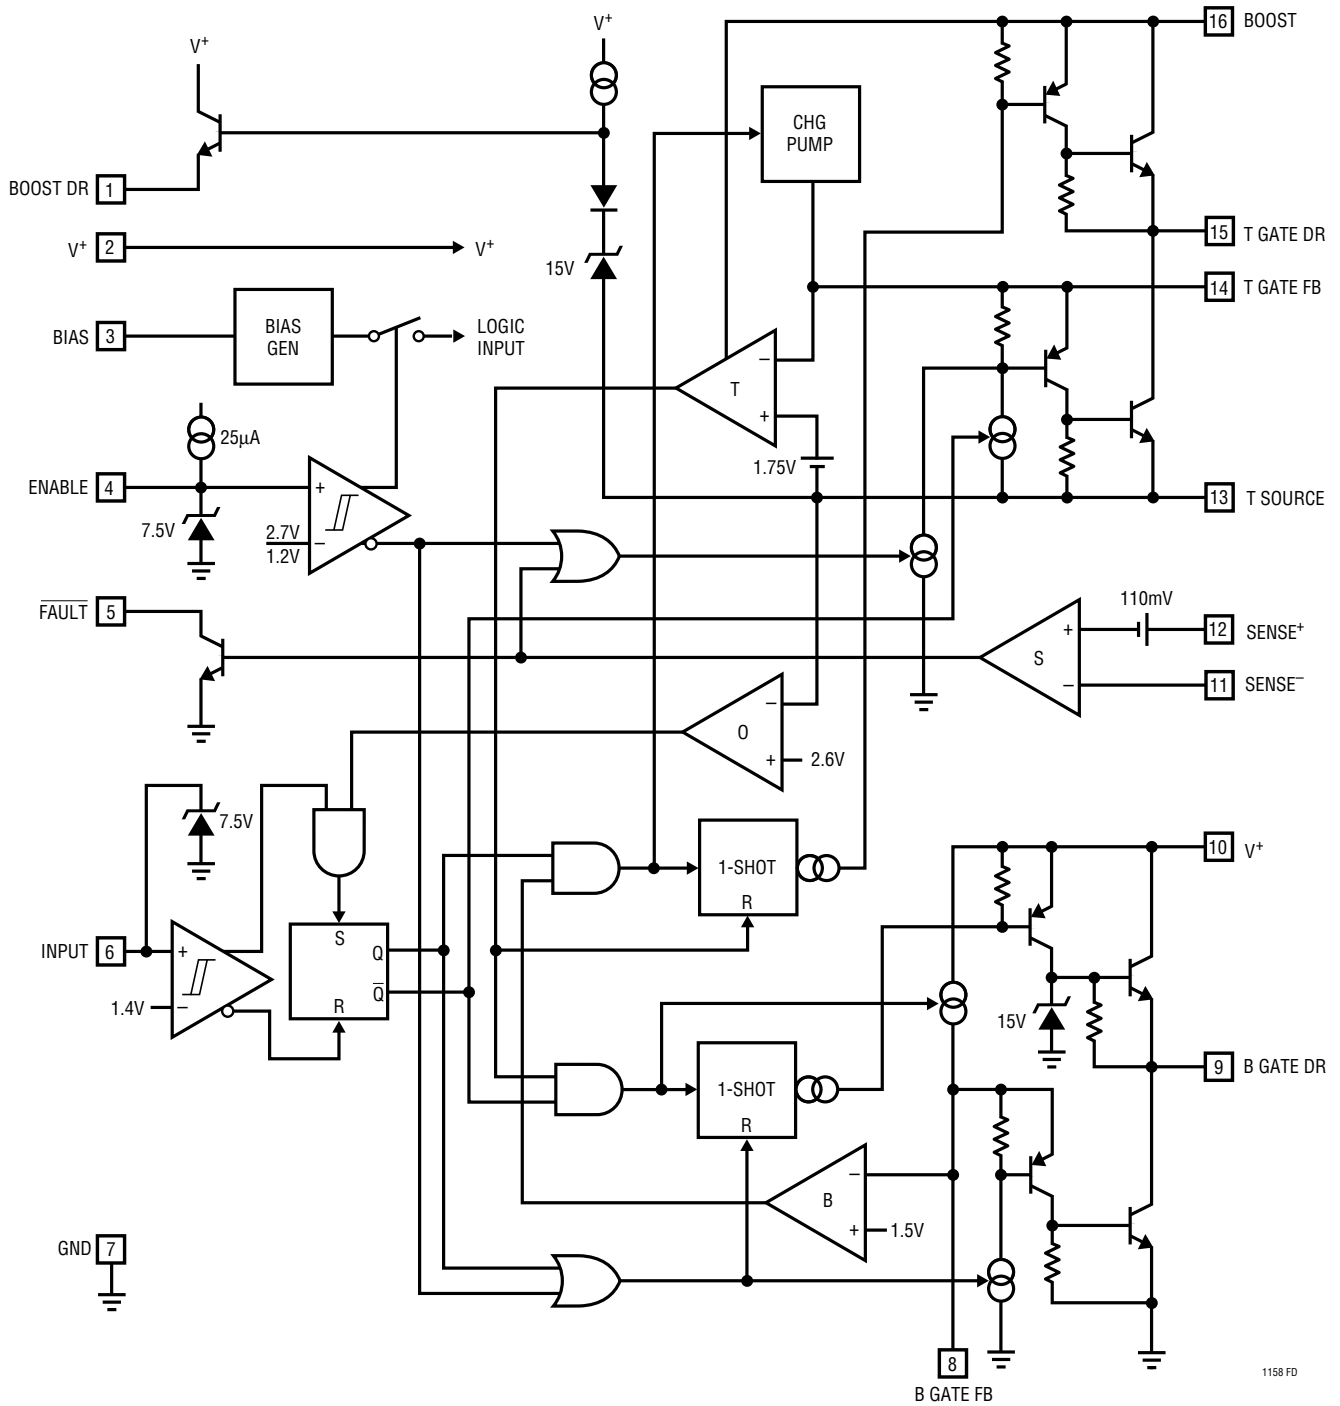 V+
V+
16 BOOST
CHG
PUMP
BOOST DR 1
V+ 2
V+
15V
15 T GATE DR
14 T GATE FB
BIAS 3
BIAS
GEN
LOGIC
INPUT
–
T
+
25µA
1.75V
ENABLE 4
+
13 T SOURCE
7.5V
2.7V
–
1.2V
FAULT 5
110mV
+
12 SENSE+
S
–
11 SENSE–
–
O
+
2.6V
7.5V
10 V+
1-SHOT
R
INPUT 6
+
S
Q
Q
1.4V
–
R
15V
1-SHOT
R
9 B GATE DR
–
B
+
1.5V
GND 7
8
B GATE FB
1158 FD